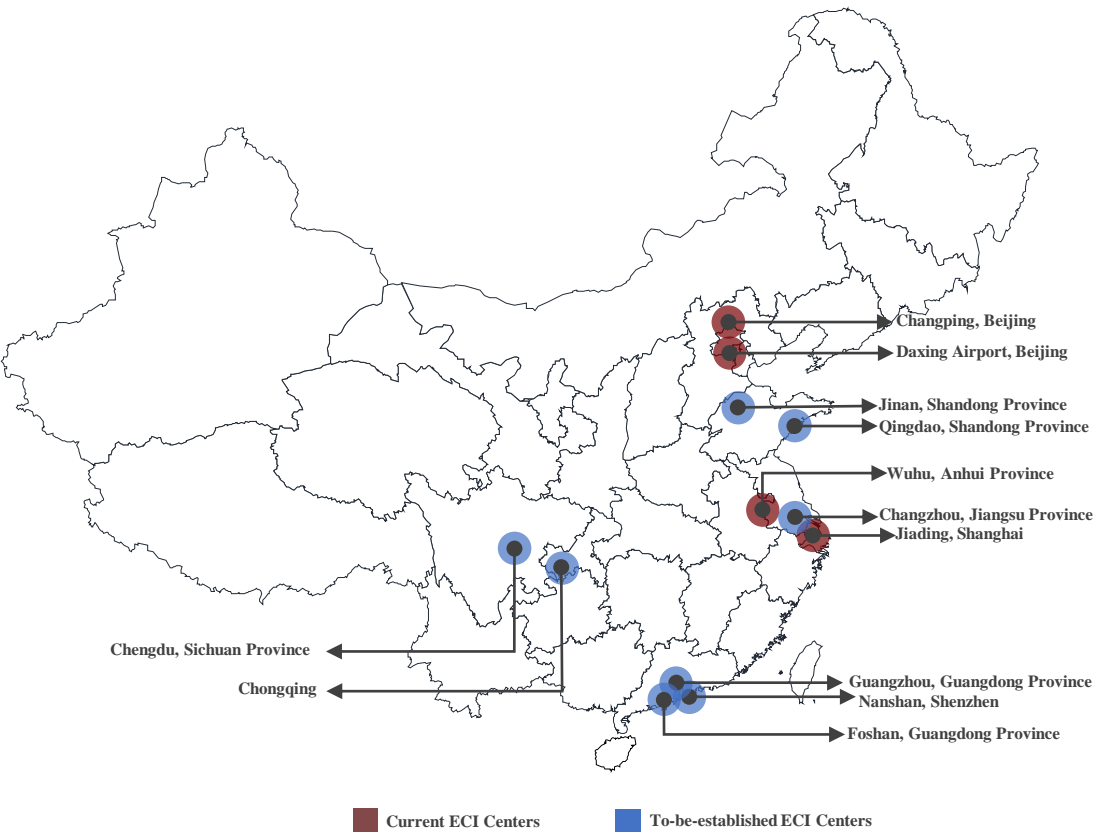 Changping, Beijing
Daxing Airport, Beijing
Jinan, Shandong Province
Qingdao, Shandong Province
Wuhu, Anhui Province
Changzhou, Jiangsu Province
Jiading, Shanghai
Chengdu, Sichuan Province
Chongqing
Guangzhou, Guangdong Province
Nanshan, Shenzhen
Foshan, Guangdong Province
Current ECI Centers
To-be-established ECI Centers